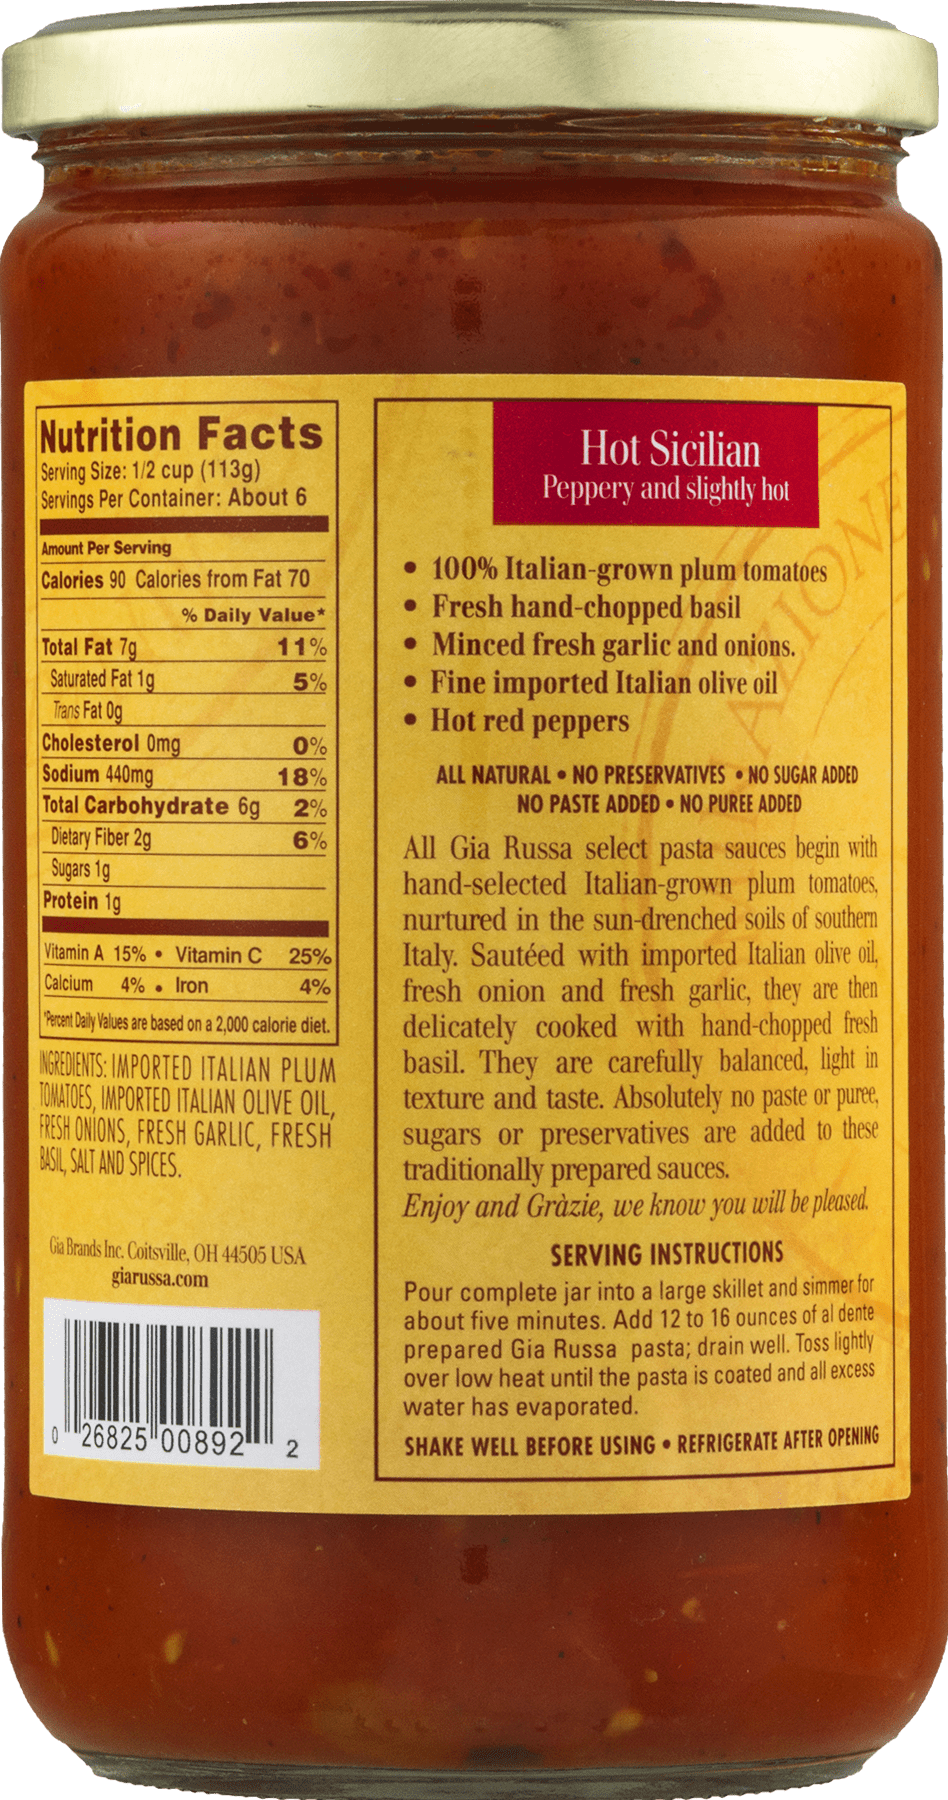 Nutrition Facts
Serving Size: 1/2 cup (113g)
Servings Per Container: About 6
Amount Per Serving
Calories 90 Calories from Fat 70
% Daily Value*
Total Fat 7g 11%
Saturated Fat 1g 5%
Trans Fat 0g
Cholesterol 0mg 0%
Sodium 440mg 18%
Total Carbohydrate 6g 2%
Dietary Fiber 2g 6%
Sugars 1g
Protein 1g
Vitamin A 15% • Vitamin C 25%
Calcium 4% • Iron 4%
*Percent Daily Values are based on a 2,000 calorie diet.
INGREDIENTS: IMPORTED ITALIAN PLUM
TOMATOES, IMPORTED ITALIAN OLIVE OIL,
FRESH ONIONS, FRESH GARLIC, FRESH
BASIL, SALT AND SPICES.
Gia Brands Inc. Coitsville, OH 44505 USA
giarussa.com
0 26825 00892 2
Hot Sicilian
Peppery and slightly hot
• 100% Italian-grown plum tomatoes
• Fresh hand-chopped basil
• Minced fresh garlic and onions.
• Fine imported Italian olive oil
• Hot red peppers
ALL NATURAL • NO PRESERVATIVES • NO SUGAR ADDED
NO PASTE ADDED • NO PUREE ADDED
All Gia Russa select pasta sauces begin with
hand-selected Italian-grown plum tomatoes,
nurtured in the sun-drenched soils of southern
Italy. Sautéed with imported Italian olive oil,
fresh onion and fresh garlic, they are then
delicately cooked with hand-chopped fresh
basil. They are carefully balanced, light in
texture and taste. Absolutely no paste or puree,
sugars or preservatives are added to these
traditionally prepared sauces.
Enjoy and Gràzie, we know you will be pleased.
SERVING INSTRUCTIONS
Pour complete jar into a large skillet and simmer for
about five minutes. Add 12 to 16 ounces of al dente
prepared Gia Russa pasta; drain well. Toss lightly
over low heat until the pasta is coated and all excess
water has evaporated.
SHAKE WELL BEFORE USING • REFRIGERATE AFTER OPENING